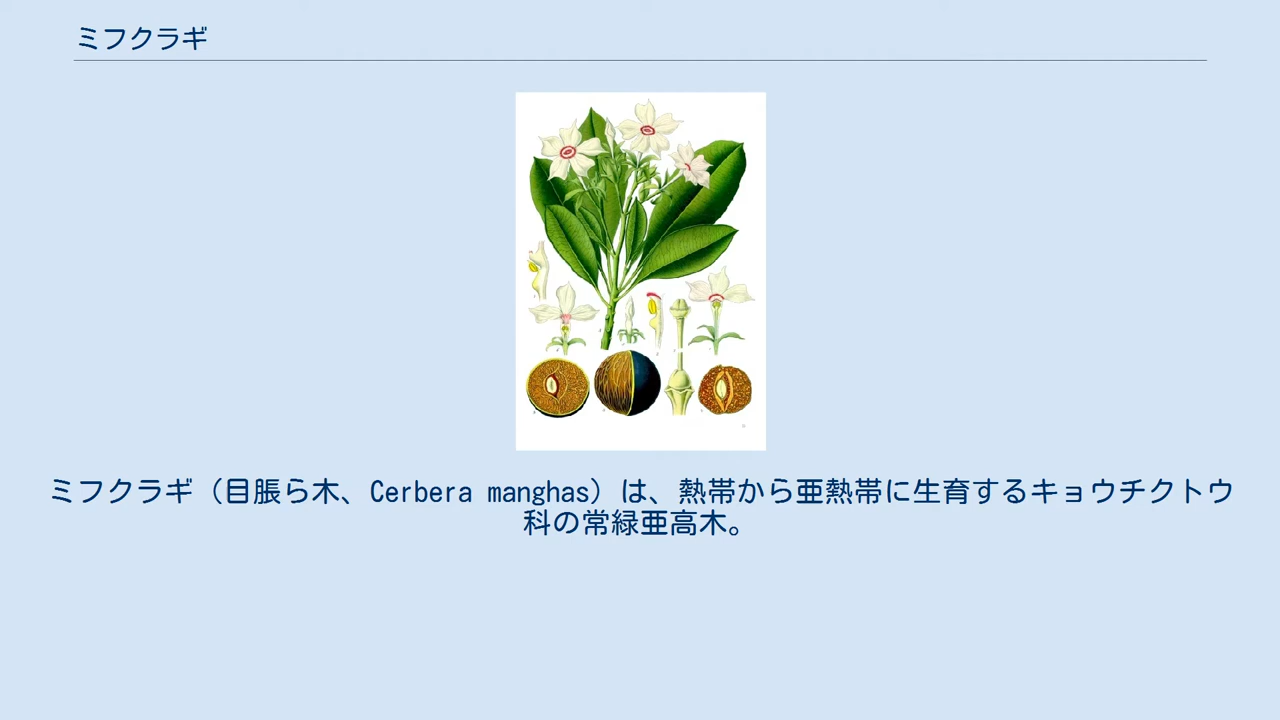 ミフクラギ
ミフクラギ（目脹ら木、Cerbera manghas）は、熱帯から亜熱帯に生育するキョウチクトウ
科の常緑亜高木。